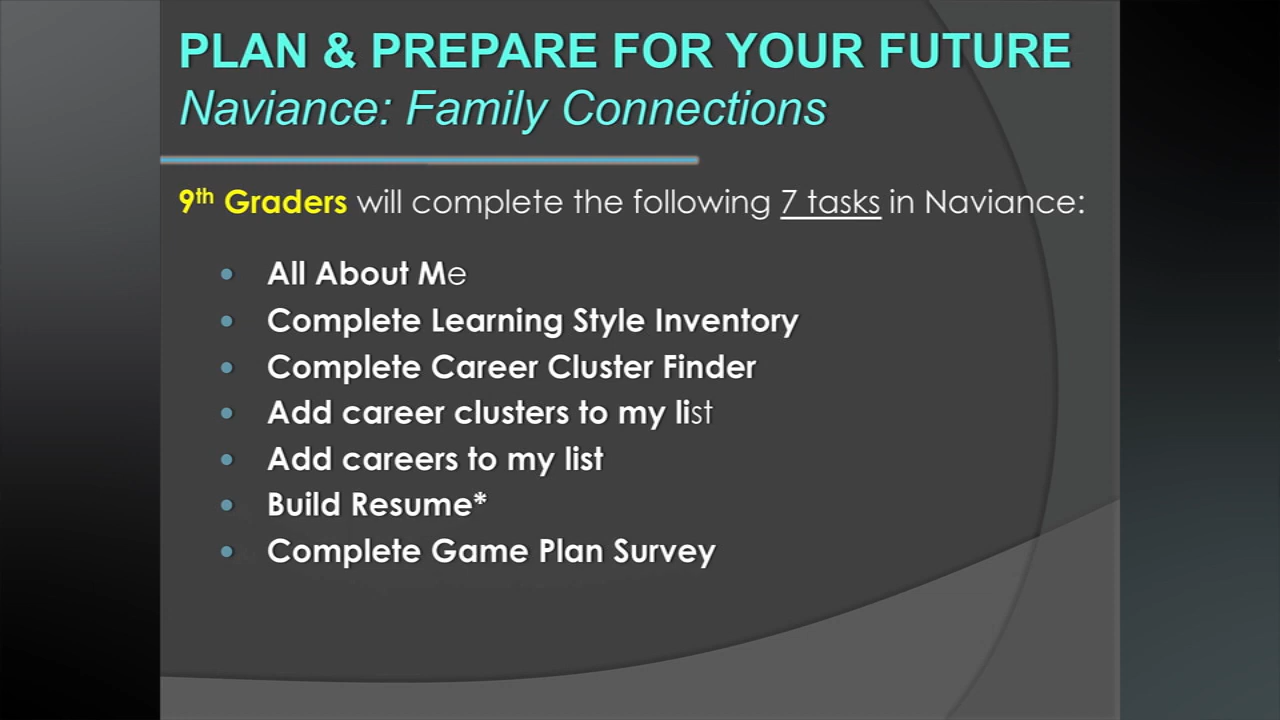 PLAN & PREPARE FOR YOUR FUTURE
Naviance: Family Connections
9th Graders will complete the following 7 tasks in Naviance:
• All About Me
• Complete Learning Style Inventory
• Complete Career Cluster Finder
• Add career clusters to my list
• Add careers to my list
• Build Resume*
• Complete Game Plan Survey